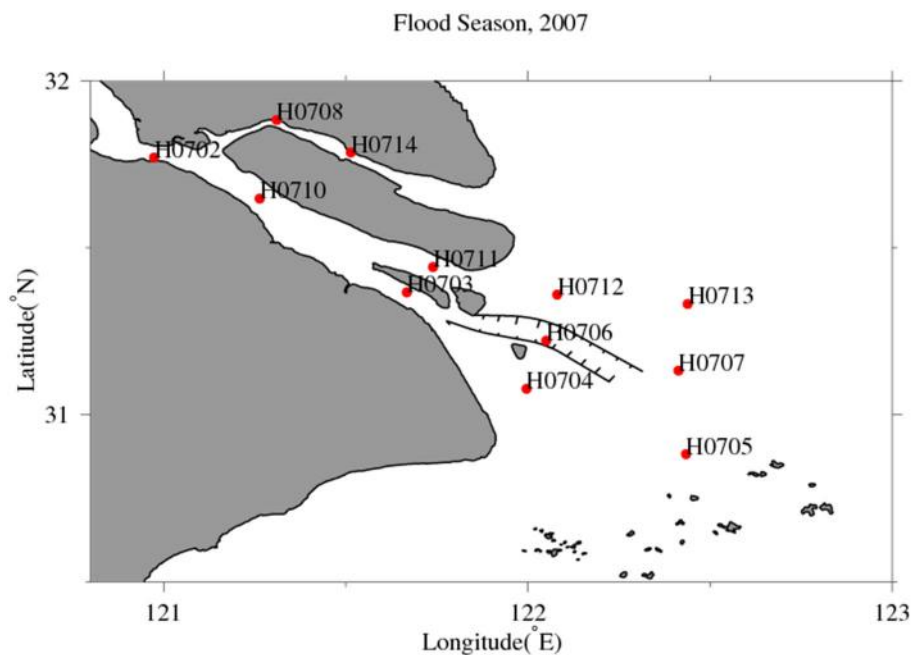 Flood Season, 2007
32
H0708
H0714
H0702
H0710
H0711
H0703
H0712
H0713
H0706
H0707
H0704
31
H0705
Latitude(°N)
121
122
123
Longitude(°E)